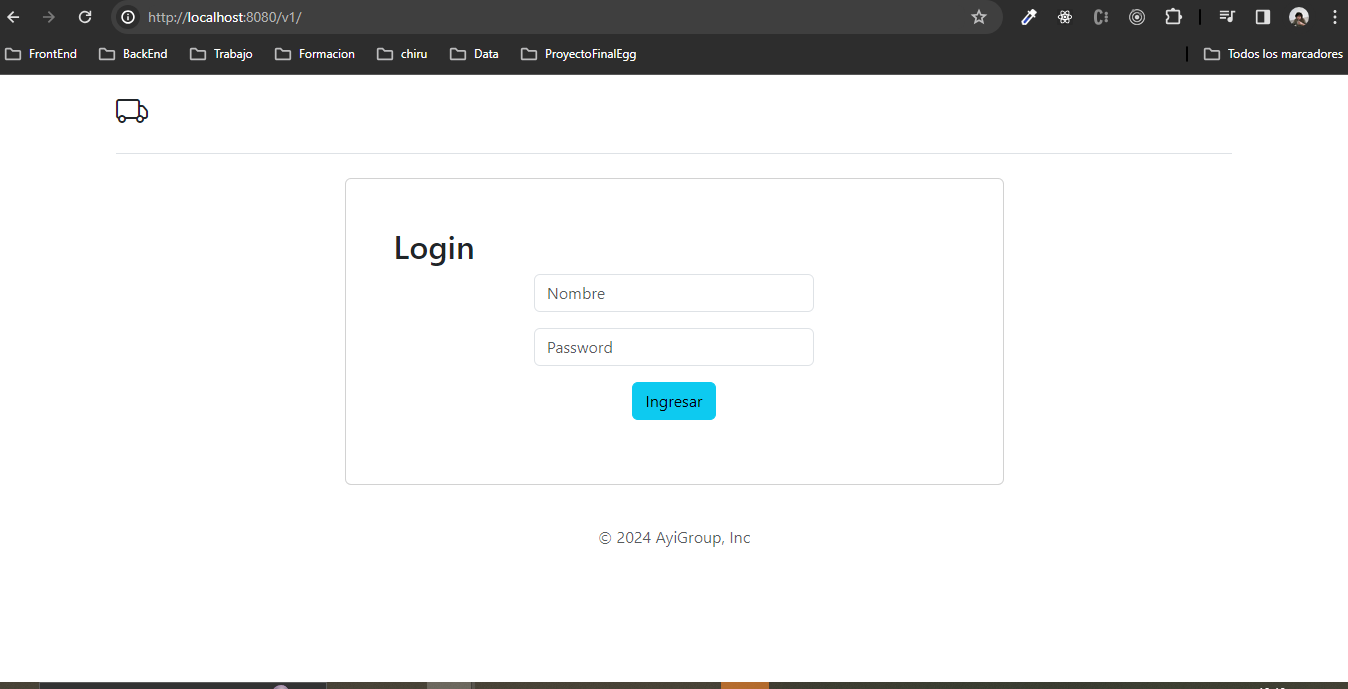 http://localhost:8080/v1/
FrontEnd BackEnd Trabajo Formacion chiru Data ProyectoFinalEgg Todos los marcadores
Login
Nombre
Password
Ingresar
© 2024 AyiGroup, Inc